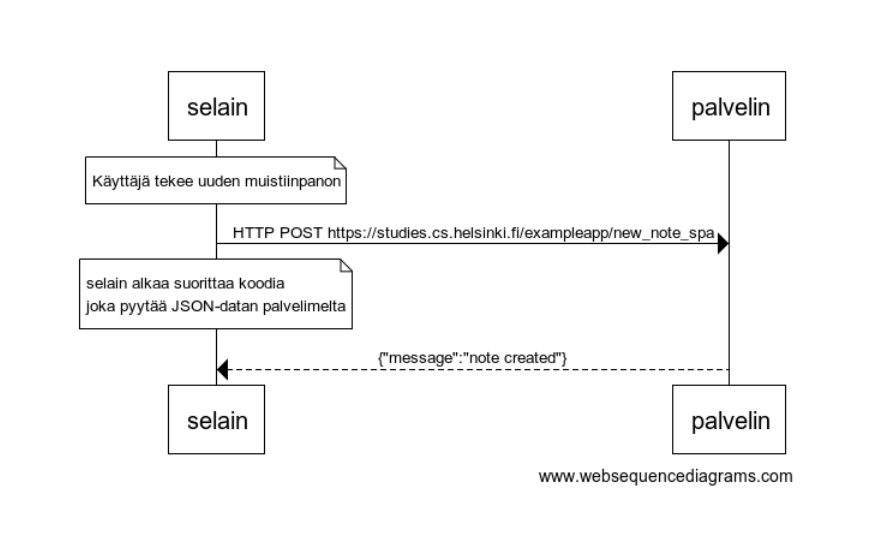 selain
palvelin
Käyttäjä tekee uuden muistiinpanon
HTTP POST https://studies.cs.helsinki.fi/exampleapp/new_note_spa
selain alkaa suorittaa koodia
joka pyytää JSON-datan palvelimelta
{"message":"note created"}
selain
palvelin
www.websequencediagrams.com